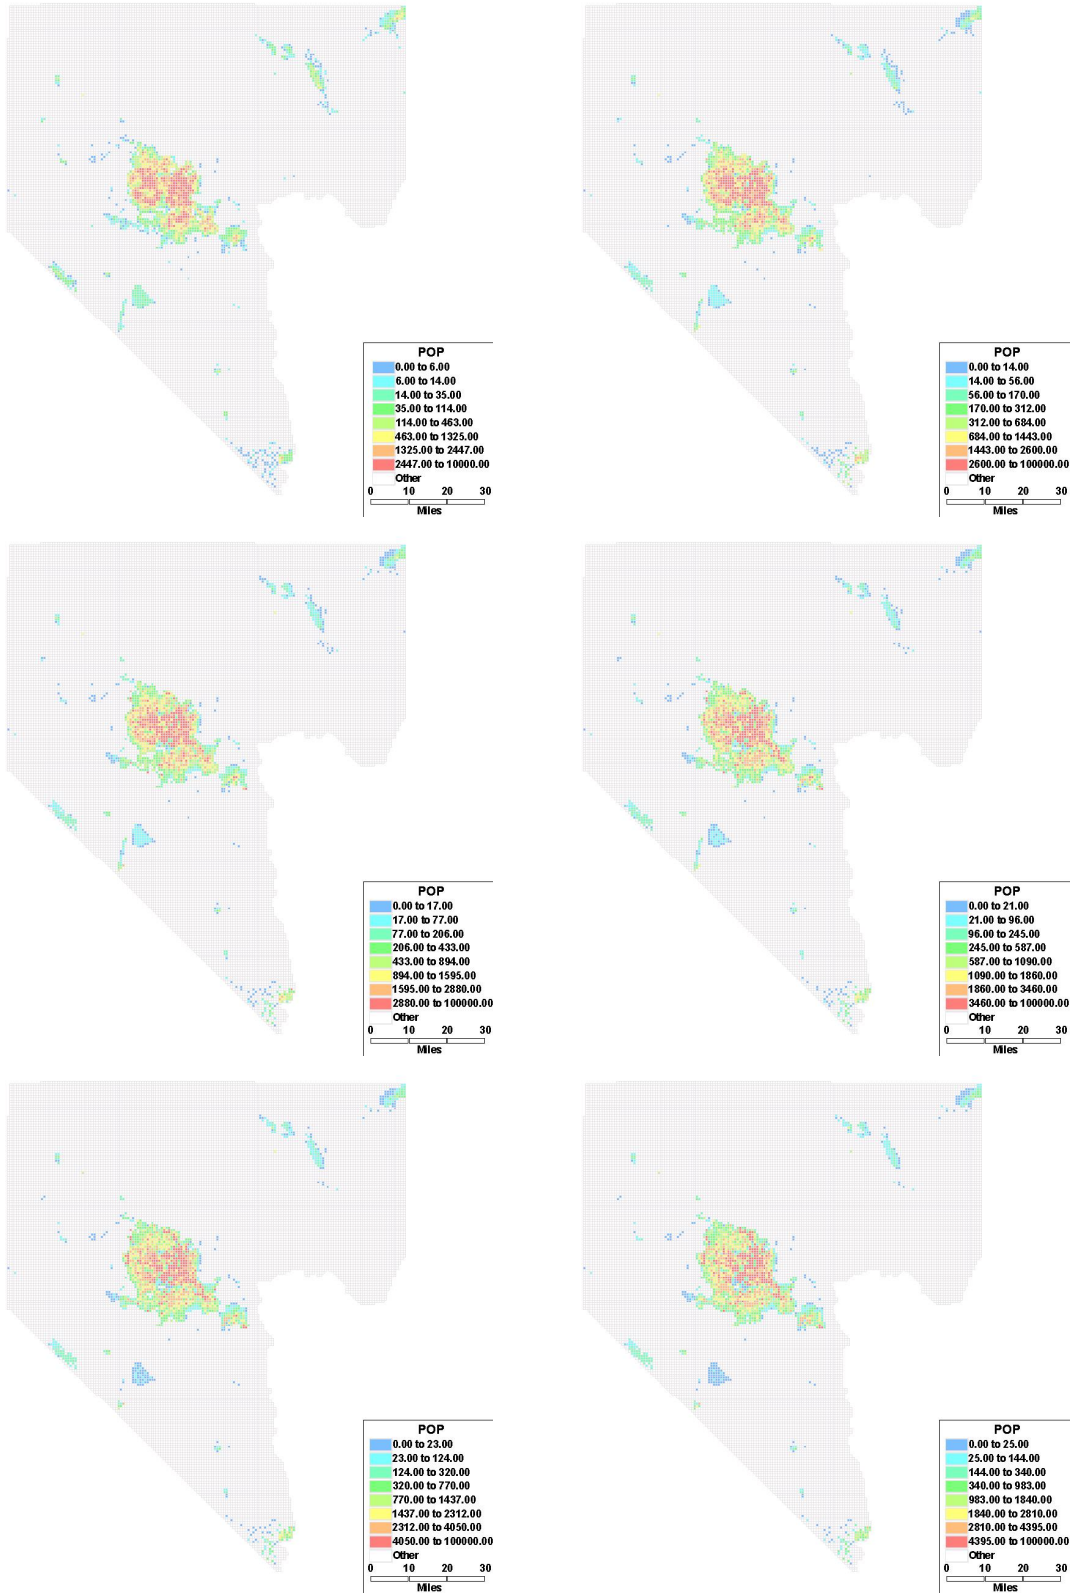 POP
0.00 to 6.00
6.00 to 14.00
14.00 to 35.00
35.00 to 114.00
114.00 to 463.00
463.00 to 1325.00
1325.00 to 2447.00
2447.00 to 10000.00
Other
0 10 20 30
Miles
POP
0.00 to 14.00
14.00 to 56.00
56.00 to 170.00
170.00 to 312.00
312.00 to 684.00
684.00 to 1443.00
1443.00 to 2600.00
2600.00 to 100000.00
Other
0 10 20 30
Miles
POP
0.00 to 17.00
17.00 to 77.00
77.00 to 206.00
206.00 to 433.00
433.00 to 894.00
894.00 to 1595.00
1595.00 to 2880.00
2880.00 to 100000.00
Other
0 10 20 30
Miles
POP
0.00 to 21.00
21.00 to 96.00
96.00 to 245.00
245.00 to 587.00
587.00 to 1090.00
1090.00 to 1860.00
1860.00 to 3460.00
3460.00 to 100000.00
Other
0 10 20 30
Miles
POP
0.00 to 23.00
23.00 to 124.00
124.00 to 320.00
320.00 to 770.00
770.00 to 1437.00
1437.00 to 2312.00
2312.00 to 4050.00
4050.00 to 100000.00
Other
0 10 20 30
Miles
POP
0.00 to 25.00
25.00 to 144.00
144.00 to 340.00
340.00 to 983.00
983.00 to 1840.00
1840.00 to 2810.00
2810.00 to 4395.00
4395.00 to 100000.00
Other
0 10 20 30
Miles